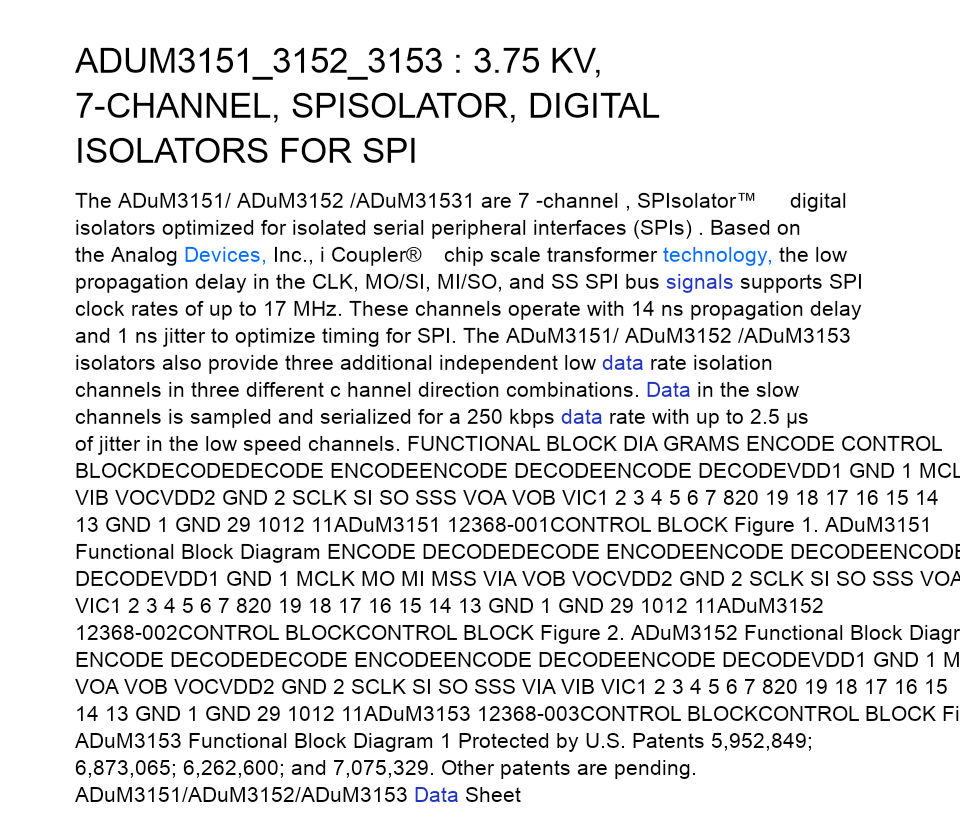 ADUM3151_3152_3153 : 3.75 KV,
7-CHANNEL, SPISOLATOR, DIGITAL
ISOLATORS FOR SPI
The ADuM3151/ ADuM3152 /ADuM31531 are 7 -channel , SPIsolator™ digital
isolators optimized for isolated serial peripheral interfaces (SPIs) . Based on
the Analog Devices, Inc., i Coupler® chip scale transformer technology, the low
propagation delay in the CLK, MO/SI, MI/SO, and SS SPI bus signals supports SPI
clock rates of up to 17 MHz. These channels operate with 14 ns propagation delay
and 1 ns jitter to optimize timing for SPI. The ADuM3151/ ADuM3152 /ADuM3153
isolators also provide three additional independent low data rate isolation
channels in three different c hannel direction combinations. Data in the slow
channels is sampled and serialized for a 250 kbps data rate with up to 2.5 µs
of jitter in the low speed channels. FUNCTIONAL BLOCK DIA GRAMS ENCODE CONTROL
BLOCKDECODEDECODE ENCODEENCODE DECODEENCODE DECODEVDD1 GND 1
VIB VOCVDD2 GND 2 SCLK SI SO SSS VOA VOB VIC1 2 3 4 5 6 7 820 19 18 17 16 15 14
13 GND 1 GND 29 1012 11ADuM3151 12368-001CONTROL BLOCK Figure 1. ADuM3151
Functional Block Diagram ENCODE DECODEDECODE ENCODEENCODE DECODEENCODE
DECODEVDD1 GND 1 MCLK MO MI MSS VIA VOB VOCVDD2 GND 2 SCLK SI SO SSS VOA
VIC1 2 3 4 5 6 7 820 19 18 17 16 15 14 13 GND 1 GND 29 1012 11ADuM3152
12368-002CONTROL BLOCKCONTROL BLOCK Figure 2. ADuM3152 Functional Block
ENCODE DECODEDECODE ENCODEENCODE DECODEENCODE DECODEVDD1 GND 1
VOA VOB VOCVDD2 GND 2 SCLK SI SO SSS VIA VIB VIC1 2 3 4 5 6 7 820 19 18 17 16 15
14 13 GND 1 GND 29 1012 11ADuM3153 12368-003CONTROL BLOCKCONTROL BLOCK
ADuM3153 Functional Block Diagram 1 Protected by U.S. Patents 5,952,849;
6,873,065; 6,262,600; and 7,075,329. Other patents are pending.
ADuM3151/ADuM3152/ADuM3153 Data Sheet